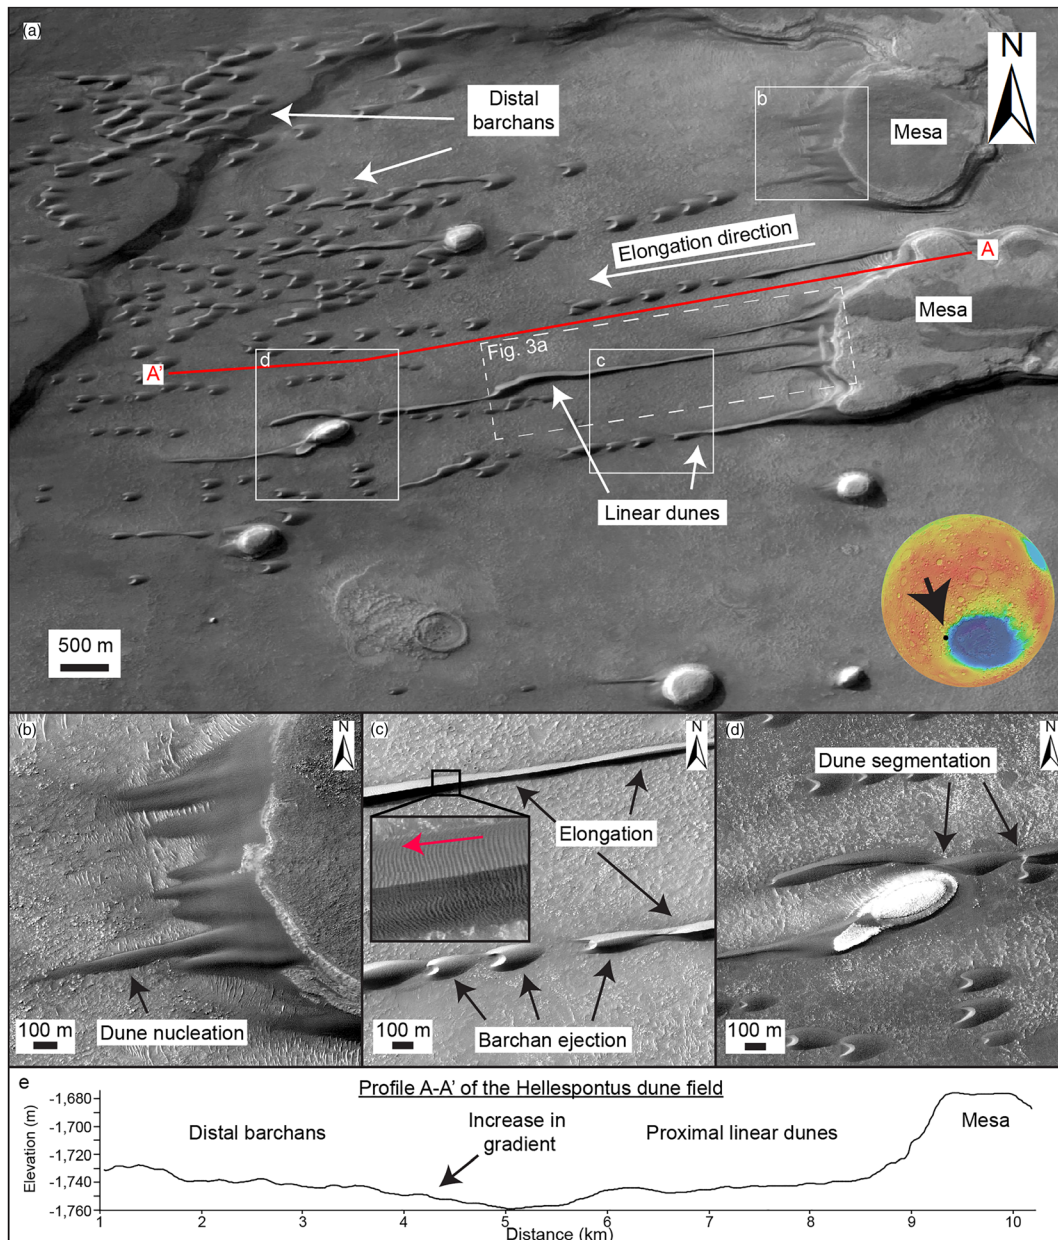 (a)
N
Distal
barchans
b
Mesa
Elongation direction
A
Mesa
Fig. 3a
A'
d
c
Linear dunes
500 m
(b)
N
Dune nucleation
100 m
(c)
N
Elongation
Barchan ejection
100 m
(d)
N
Dune segmentation
100 m
e
Profile A-A' of the Hellespontus dune field
Elevation (m)
-1,680
-1,700
-1,720
-1,740
-1,760
Distal barchans
Increase in
gradient
Proximal linear dunes
Mesa
1 2 3 4 5 6 7 8 9 10
Distance (km)